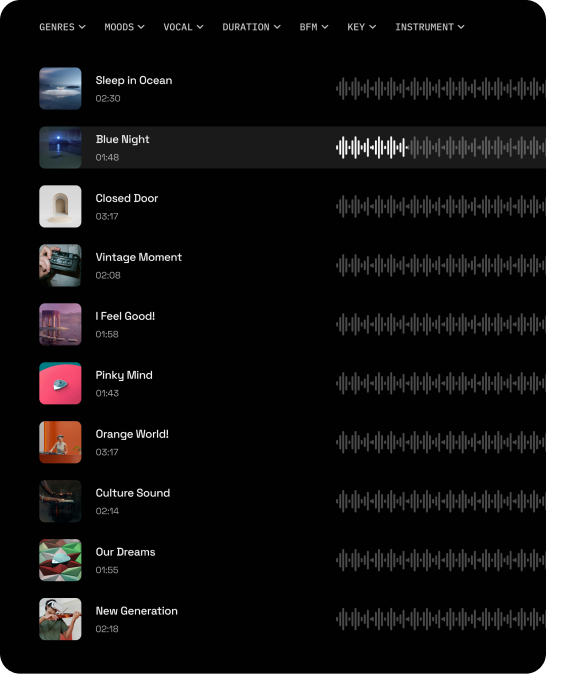 GENRES MOODS VOCAL DURATION BFM KEY INSTRUMENT
Sleep in Ocean
02:30
Blue Night
01:48
Closed Door
03:17
Vintage Moment
02:08
I Feel Good!
01:58
Pinky Mind
01:43
Orange World!
03:17
Culture Sound
02:14
Our Dreams
01:55
New Generation
02:18